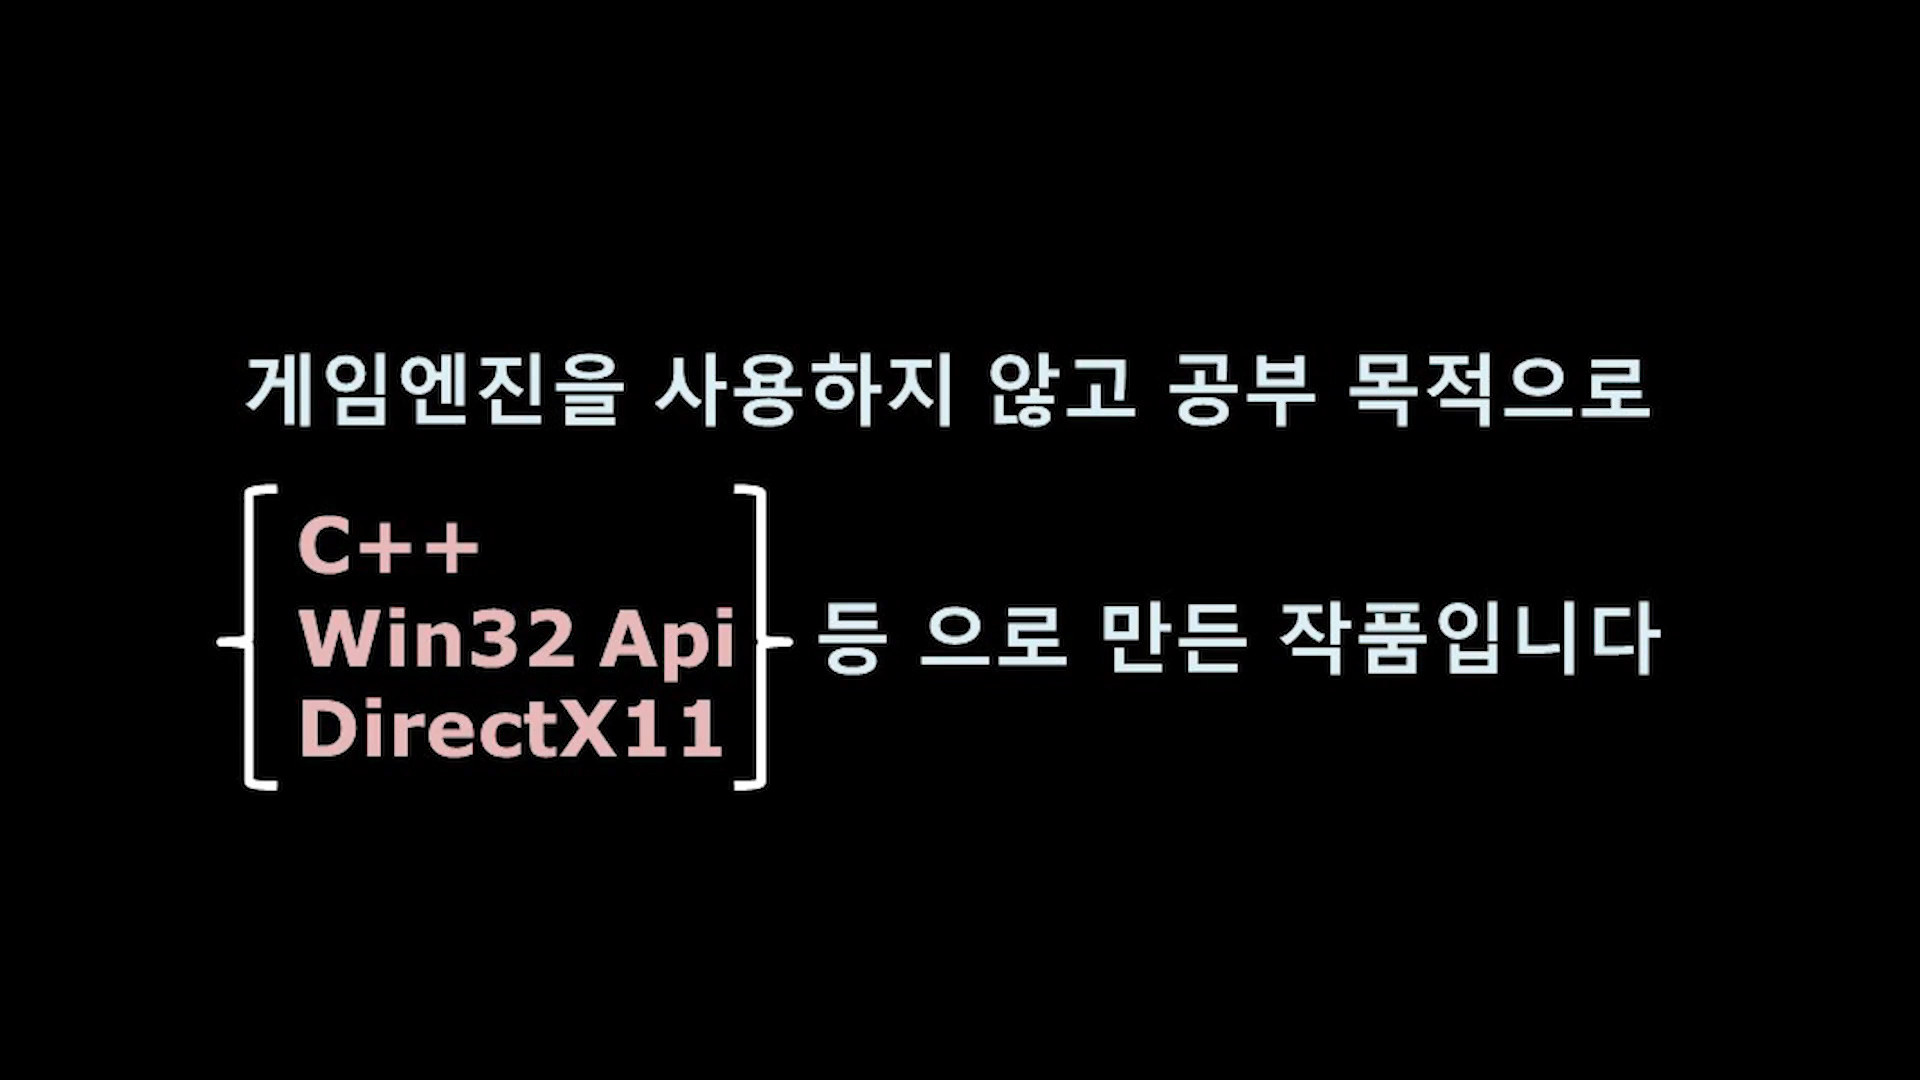 게임엔진을 사용하지 않고 공부 목적으로
C++
Win32 Api
DirectX11
등 으로 만든 작품입니다